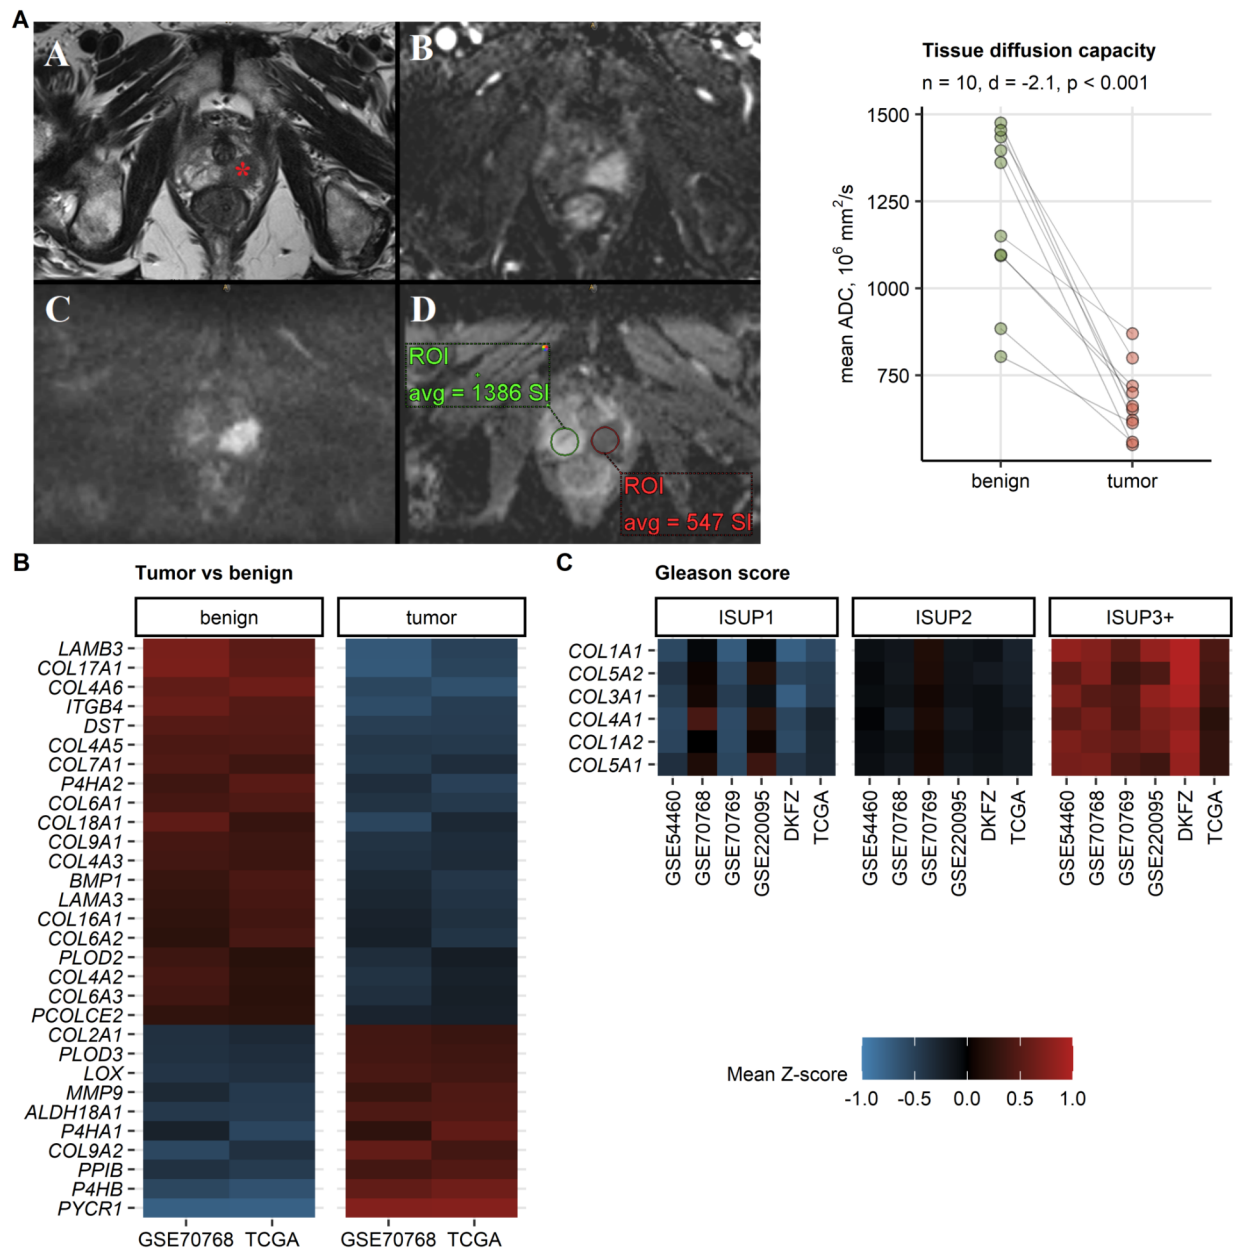 A
A
B
C
D
ROI
avg = 1386 SI
ROI
avg = 547 SI
*
Tissue diffusion capacity
n = 10, d = -2.1, p < 0.001
mean ADC, 10⁶ mm²/s
1500
1250
1000
750
benign
tumor
B
Tumor vs benign
benign
tumor
LAMB3
COL17A1
COL4A6
ITGB4
DST
COL4A5
COL7A1
P4HA2
COL6A1
COL18A1
COL9A1
COL4A3
BMP1
LAMA3
COL16A1
COL6A2
PLOD2
COL4A2
COL6A3
PCOLCE2
COL2A1
PLOD3
LOX
MMP9
ALDH18A1
P4HA1
COL9A2
PPIB
P4HB
PYCR1
GSE70768 TCGA
GSE70768 TCGA
C
Gleason score
ISUP1
ISUP2
ISUP3+
COL1A1
COL5A2
COL3A1
COL4A1
COL1A2
COL5A1
GSE54460
GSE70768
GSE70769
GSE220095
DKFZ
TCGA
GSE54460
GSE70768
GSE70769
GSE220095
DKFZ
TCGA
GSE54460
GSE70768
GSE70769
GSE220095
DKFZ
TCGA
Mean Z-score
-1.0 -0.5 0.0 0.5 1.0